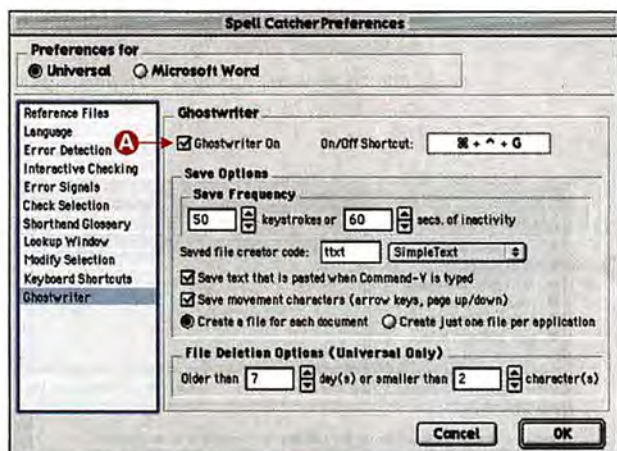 Spell Catcher Preferences
Preferences for
Universal Microsoft Word
Reference Files
Language
Error Detection
Interactive Checking
Error Signals
Check Selection
Shorthand Glossary
Lookup Window
Modify Selection
Keyboard Shortcuts
Ghostwriter
A
Ghostwriter
Ghostwriter On On/Off Shortcut: ⌘ + ^ + G
Save Options
Save Frequency
50 keystrokes or 60 secs. of inactivity
Saved file creator code: ttxt SimpleText
Save text that is pasted when Command-V is typed
Save movement characters (arrow keys, page up/down)
Create a file for each document Create just one file per application
File Deletion Options (Universal Only)
Older than 7 day(s) or smaller than 2 character(s)
Cancel OK